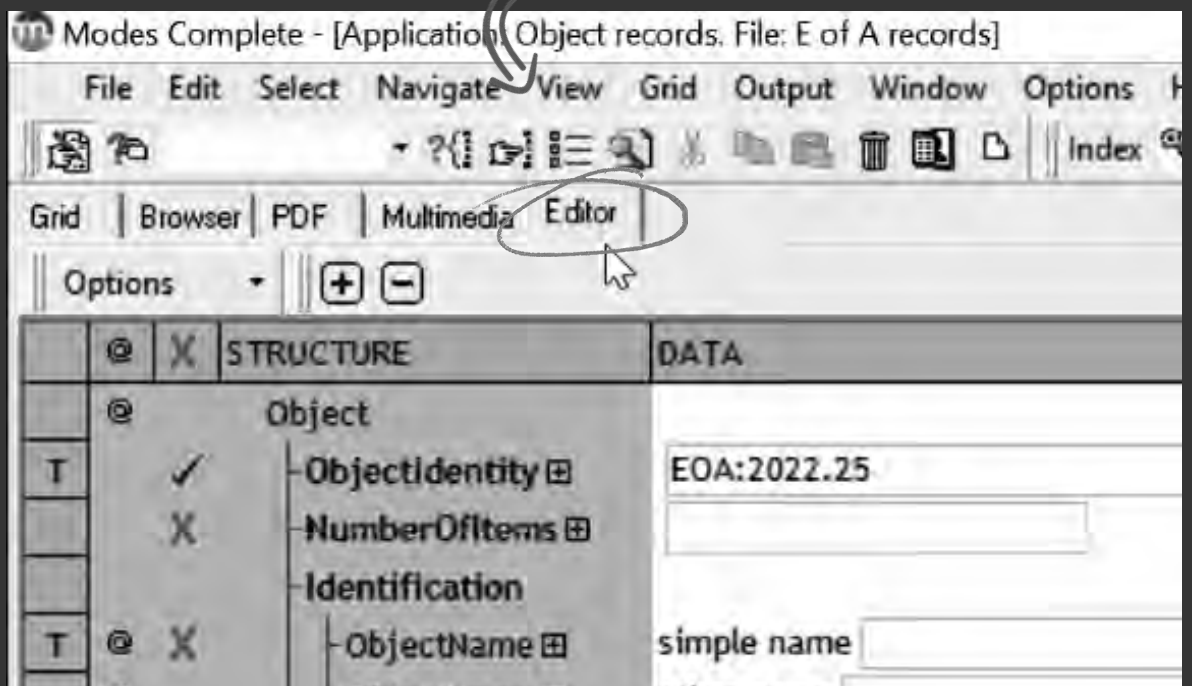 Modes Complete - [Application: Object records. File: E of A records]
File Edit Select Navigate View Grid Output Window Options
Index
Grid Browser PDF Multimedia Editor
Options
@ X STRUCTURE DATA
@ Object
T ✓ ObjectIdentity EOA:2022.25
X NumberOfItems
Identification
T @ X ObjectName simple name